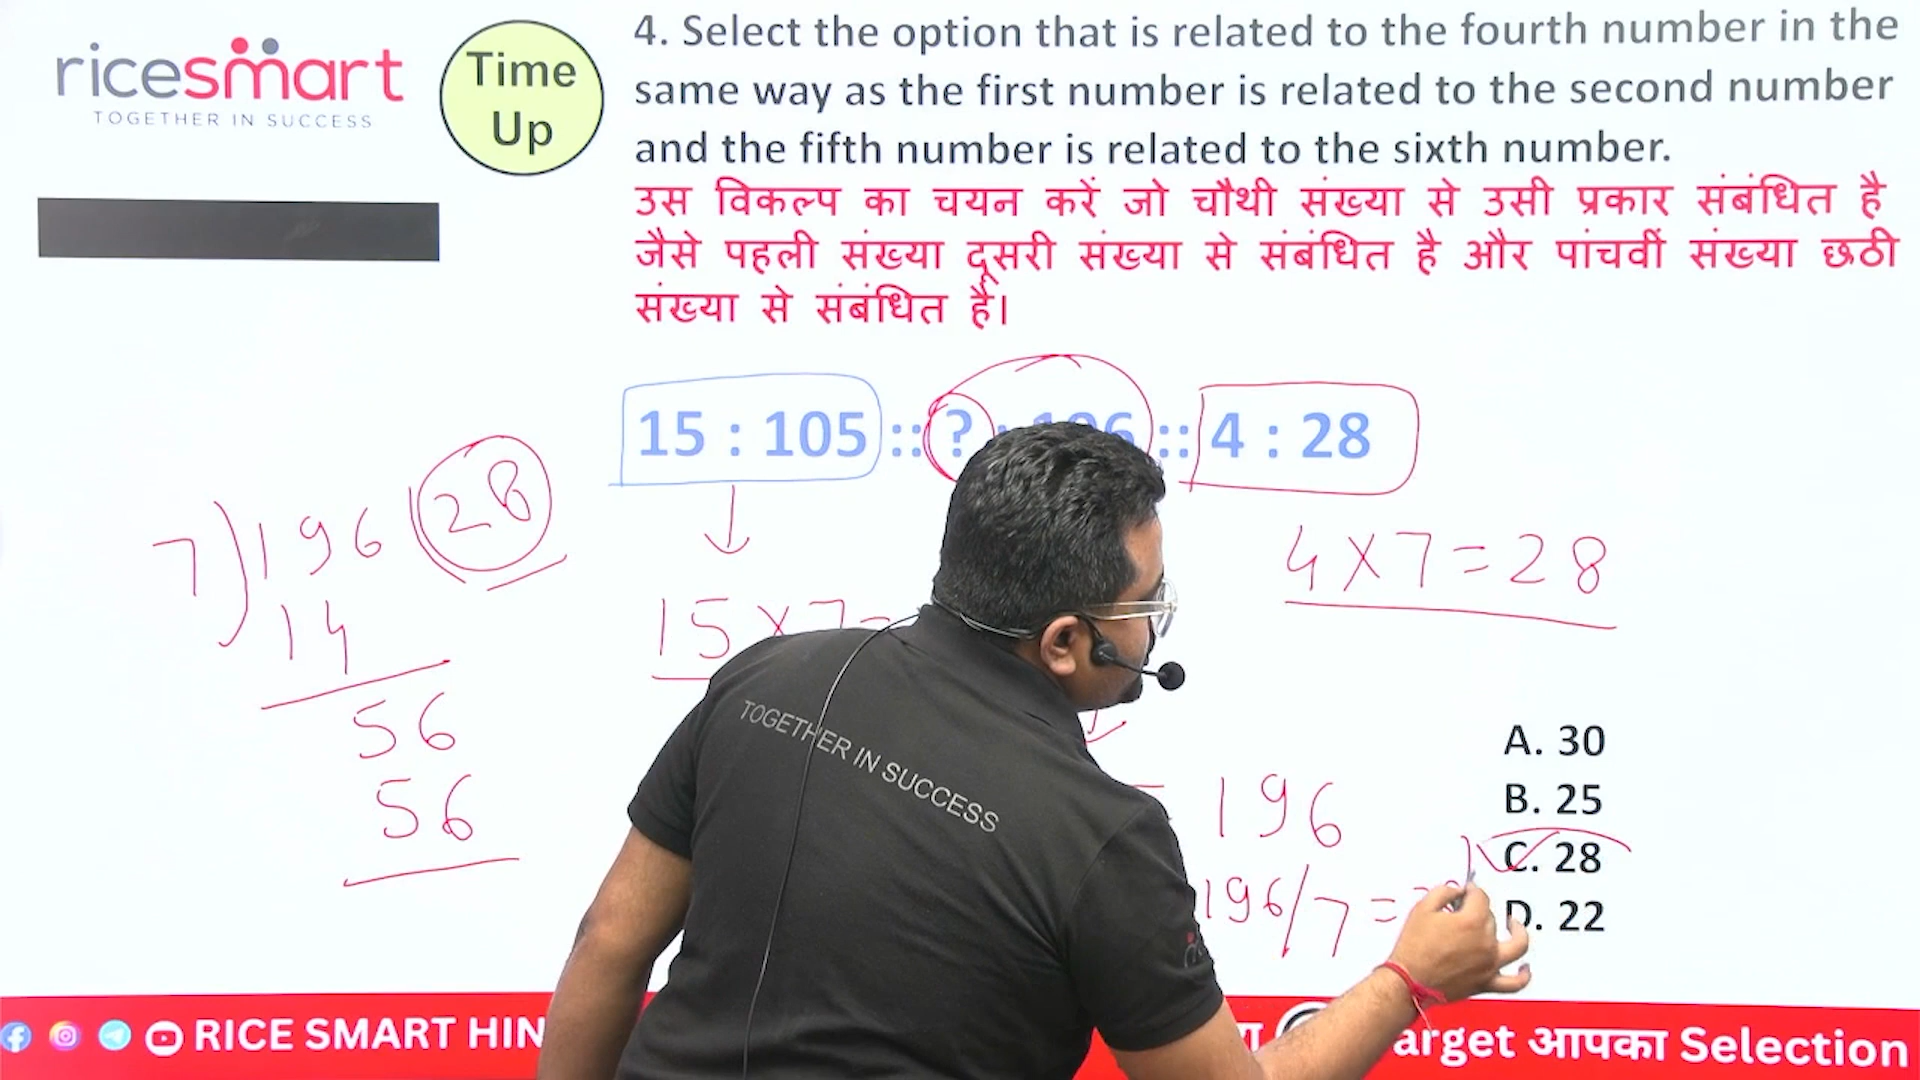 ricesmart
TOGETHER IN SUCCESS
Time
Up
4. Select the option that is related to the fourth number in the
same way as the first number is related to the second number
and the fifth number is related to the sixth number.
उस विकल्प का चयन करें जो चौथी संख्या से उसी प्रकार संबंधित है
जैसे पहली संख्या दूसरी संख्या से संबंधित है और पांचवीं संख्या छठी
संख्या से संबंधित है।
15 : 105 :: ? : 196 :: 4 : 28
7) 196 28
14
56
56
15 x 7 =
4 x 7 = 28
= 196
196/7 =
A. 30
B. 25
C. 28
D. 22
TOGETHER IN SUCCESS
RICE SMART HIN
arget आपका Selection